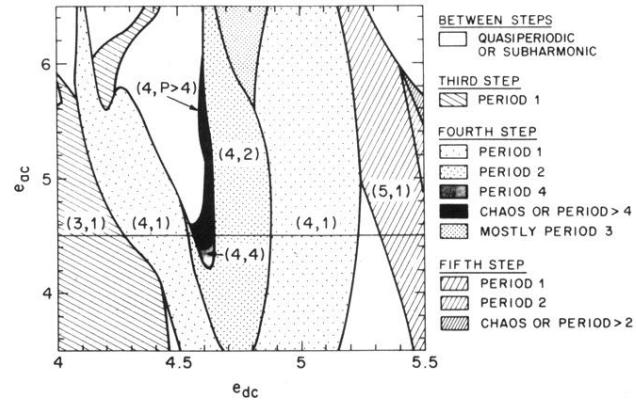 6
5
4
e_ac
4
4.5
5
5.5
e_dc
(4,P>4)
(4,2)
(3,1)
(4,1)
(4,4)
(4,1)
(5,1)
BETWEEN STEPS
QUASIPERIODIC
OR SUBHARMONIC
THIRD STEP
PERIOD 1
FOURTH STEP
PERIOD 1
PERIOD 2
PERIOD 4
CHAOS OR PERIOD>4
MOSTLY PERIOD 3
FIFTH STEP
PERIOD 1
PERIOD 2
CHAOS OR PERIOD>2